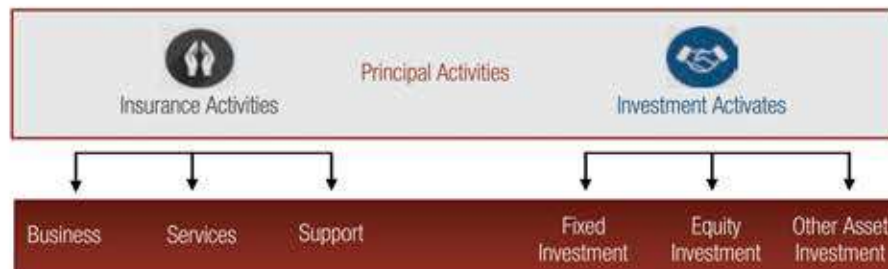 Principal Activities
Insurance Activities
Investment Activates
Business
Services
Support
Fixed
Investment
Equity
Investment
Other Asset
Investment